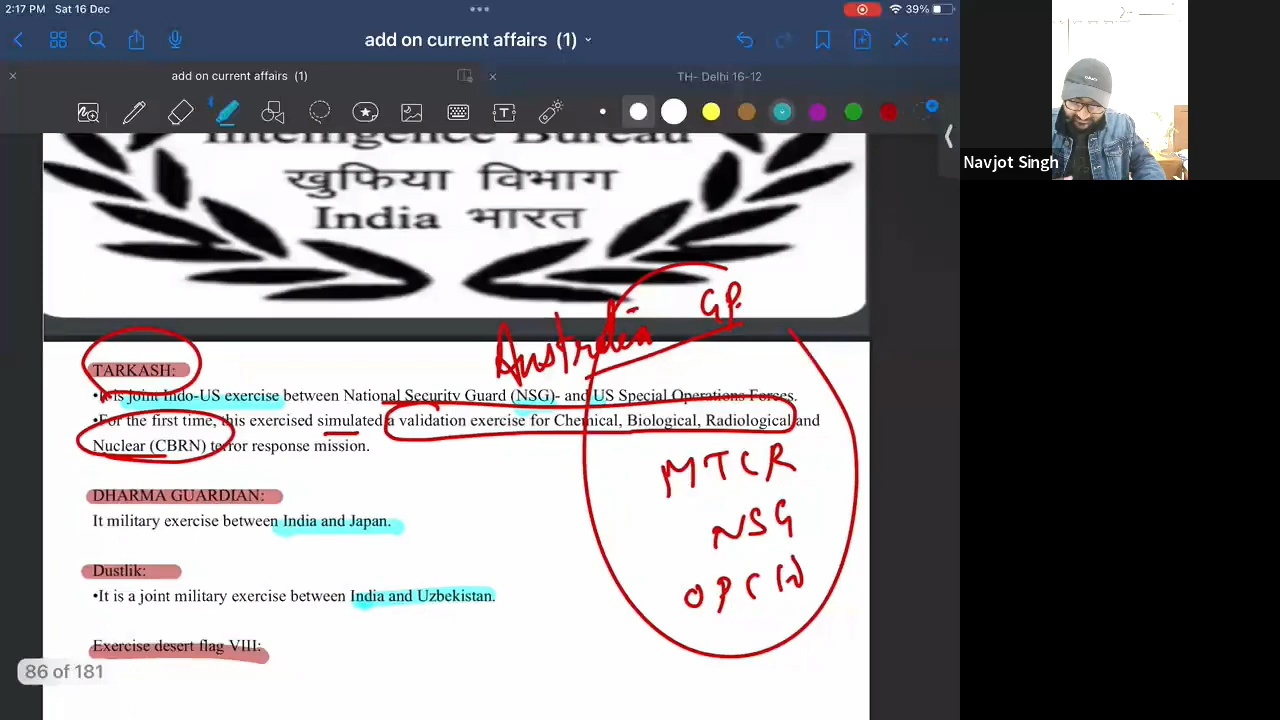 2:17 PM Sat 16 Dec
39%
add on current affairs (1)
add on current affairs (1)
TH- Delhi 16-12
Navjot Singh
Intelligence Bureau
खुफिया विभाग
India भारत
Australia GP.
TARKASH:
•It is joint Indo-US exercise between National Security Guard (NSG)- and US Special Operations Forces.
•For the first time, this exercised simulated a validation exercise for Chemical, Biological, Radiological and
Nuclear (CBRN) terror response mission.
MTCR
DHARMA GUARDIAN:
It military exercise between India and Japan.
NSG
Dustlik:
•It is a joint military exercise between India and Uzbekistan.
OPCW
Exercise desert flag VIII:
86 of 181